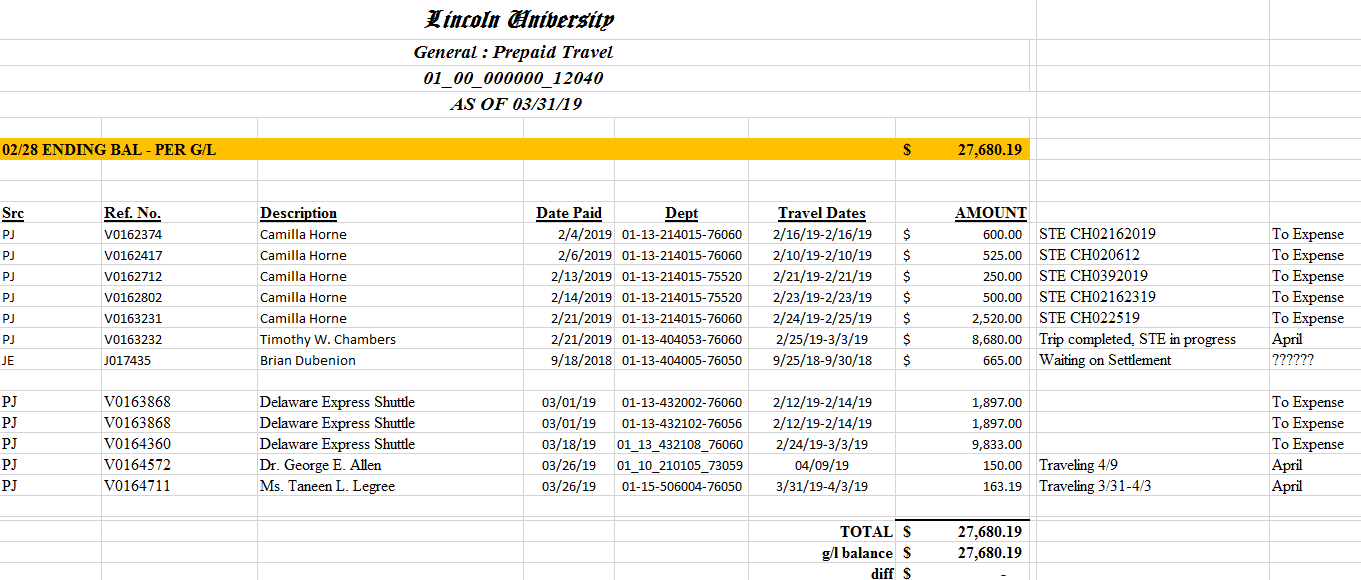 Lincoln University
General : Prepaid Travel
01_00_000000_12040
AS OF 03/31/19
02/28 ENDING BAL - PER G/L $ 27,680.19
Src Ref. No. Description Date Paid Dept Travel Dates AMOUNT
PJ V0162374 Camilla Horne 2/4/2019 01-13-214015-76060 2/16/19-2/16/19 $ 600.00 STE CH02162019 To Expense
PJ V0162417 Camilla Horne 2/6/2019 01-13-214015-76060 2/10/19-2/10/19 $ 525.00 STE CH020612 To Expense
PJ V0162712 Camilla Horne 2/13/2019 01-13-214015-75520 2/21/19-2/21/19 $ 250.00 STE CH0392019 To Expense
PJ V0162802 Camilla Horne 2/14/2019 01-13-214015-75520 2/23/19-2/23/19 $ 500.00 STE CH02162319 To Expense
PJ V0163231 Camilla Horne 2/21/2019 01-13-214015-76060 2/24/19-2/25/19 $ 2,520.00 STE CH022519 To Expense
PJ V0163232 Timothy W. Chambers 2/21/2019 01-13-404053-76060 2/25/19-3/3/19 $ 8,680.00 Trip completed, STE in progress April
JE J017435 Brian Dubenion 9/18/2018 01-13-404005-76050 9/25/18-9/30/18 $ 665.00 Waiting on Settlement ??????
PJ V0163868 Delaware Express Shuttle 03/01/19 01-13-432002-76060 2/12/19-2/14/19 1,897.00 To Expense
PJ V0163868 Delaware Express Shuttle 03/01/19 01-13-432102-76056 2/12/19-2/14/19 1,897.00 To Expense
PJ V0164360 Delaware Express Shuttle 03/18/19 01_13_432108_76060 2/24/19-3/3/19 9,833.00 To Expense
PJ V0164572 Dr. George E. Allen 03/26/19 01_10_210105_73059 04/09/19 150.00 Traveling 4/9 April
PJ V0164711 Ms. Taneen L. Legree 03/26/19 01-15-506004-76050 3/31/19-4/3/19 163.19 Traveling 3/31-4/3 April
TOTAL $ 27,680.19
g/l balance $ 27,680.19
diff $ -